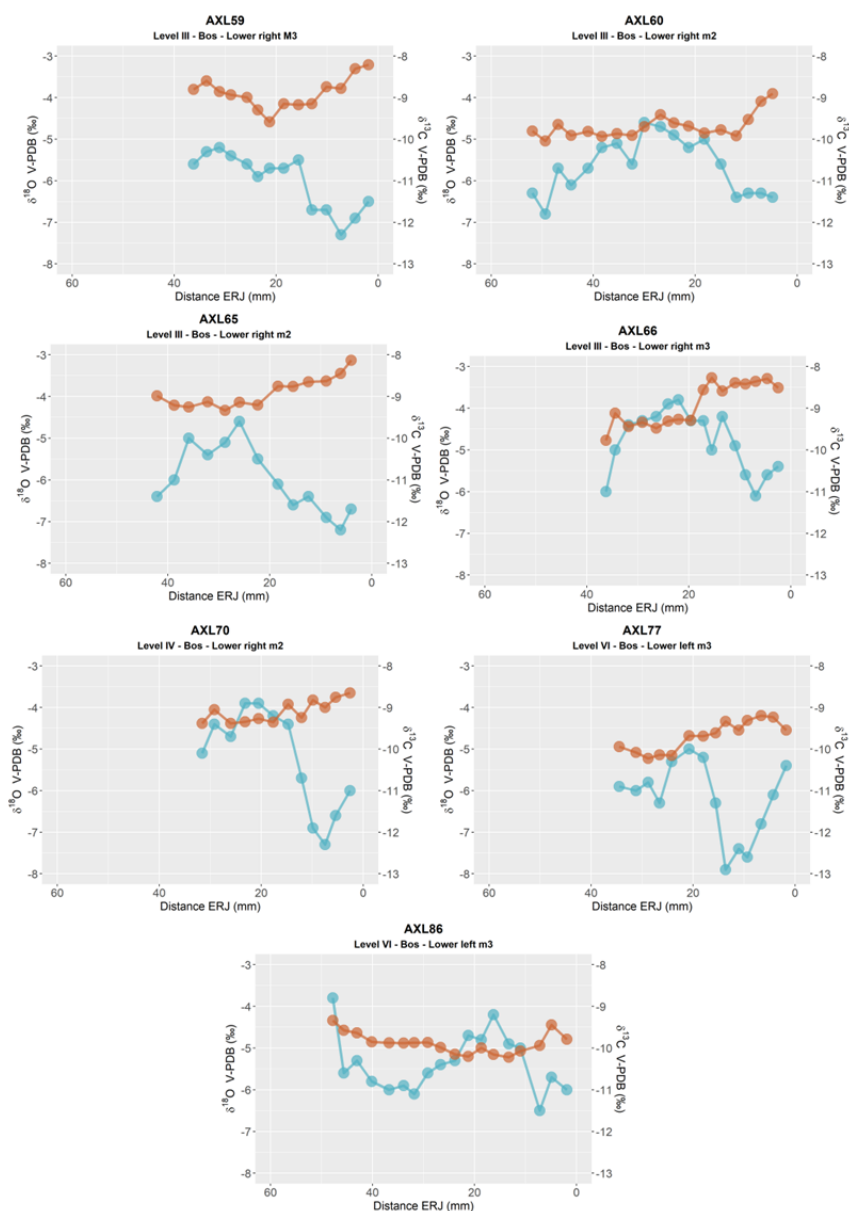 AXL59
Level III - Bos - Lower right M3
-3
-4
-5
-6
-7
-8
δ18O V-PDB (‰)
-8
-9
-10
-11
-12
-13
δ13C V-PDB (‰)
60 40 20 0
Distance ERJ (mm)
AXL60
Level III - Bos - Lower right m2
-3
-4
-5
-6
-7
-8
δ18O V-PDB (‰)
-8
-9
-10
-11
-12
-13
δ13C V-PDB (‰)
60 40 20 0
Distance ERJ (mm)
AXL65
Level III - Bos - Lower right m2
-3
-4
-5
-6
-7
-8
δ18O V-PDB (‰)
-8
-9
-10
-11
-12
-13
δ13C V-PDB (‰)
60 40 20 0
Distance ERJ (mm)
AXL66
Level III - Bos - Lower right m3
-3
-4
-5
-6
-7
-8
δ18O V-PDB (‰)
-8
-9
-10
-11
-12
-13
δ13C V-PDB (‰)
60 40 20 0
Distance ERJ (mm)
AXL70
Level IV - Bos - Lower right m2
-3
-4
-5
-6
-7
-8
δ18O V-PDB (‰)
-8
-9
-10
-11
-12
-13
δ13C V-PDB (‰)
60 40 20 0
Distance ERJ (mm)
AXL77
Level VI - Bos - Lower left m3
-3
-4
-5
-6
-7
-8
δ18O V-PDB (‰)
-8
-9
-10
-11
-12
-13
δ13C V-PDB (‰)
60 40 20 0
Distance ERJ (mm)
AXL86
Level VI - Bos - Lower left m3
-3
-4
-5
-6
-7
-8
δ18O V-PDB (‰)
-8
-9
-10
-11
-12
-13
δ13C V-PDB (‰)
60 40 20 0
Distance ERJ (mm)